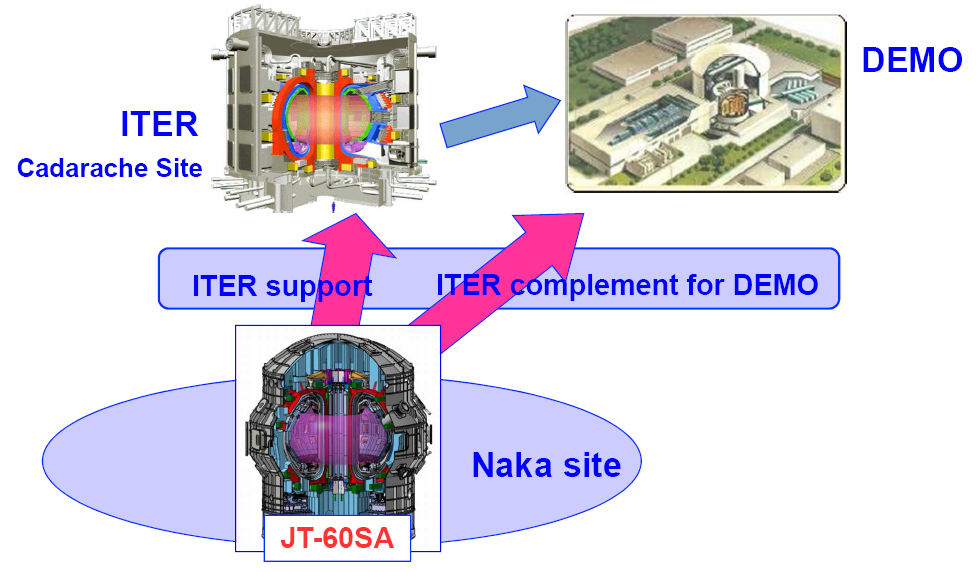 DEMO
ITER
Cadarache Site
ITER support
ITER complement for DEMO
Naka site
JT-60SA